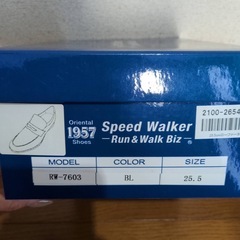 Oriental
1957
Shoes
Speed Walker
Run & Walk Biz
®
2100-2654
MODEL
COLOR
SIZE
RW-7603
BL
25.5